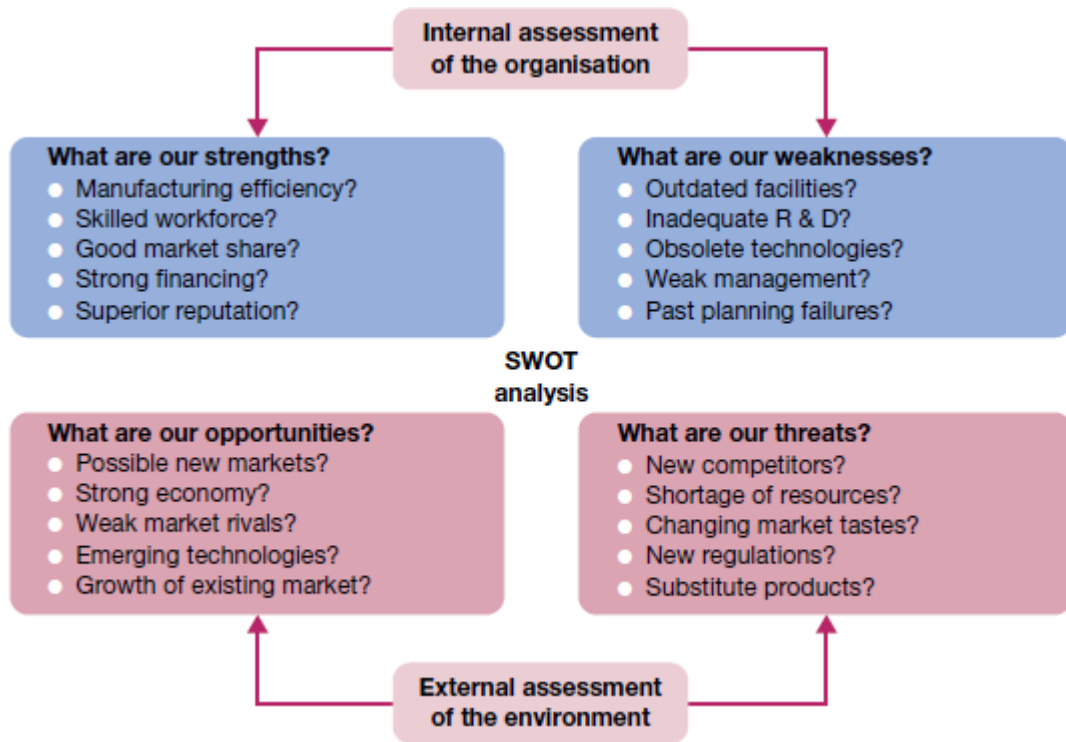 Internal assessment
of the organisation
What are our strengths?
Manufacturing efficiency?
Skilled workforce?
Good market share?
Strong financing?
Superior reputation?
What are our weaknesses?
Outdated facilities?
Inadequate R & D?
Obsolete technologies?
Weak management?
Past planning failures?
SWOT
analysis
What are our opportunities?
Possible new markets?
Strong economy?
Weak market rivals?
Emerging technologies?
Growth of existing market?
What are our threats?
New competitors?
Shortage of resources?
Changing market tastes?
New regulations?
Substitute products?
External assessment
of the environment